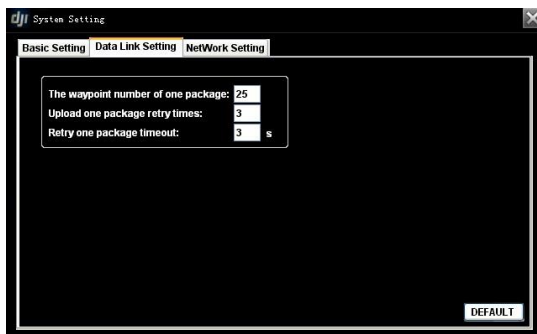 dji System Setting
Basic Setting Data Link Setting NetWork Setting
The waypoint number of one package: 25
Upload one package retry times: 3
Retry one package timeout: 3 s
DEFAULT